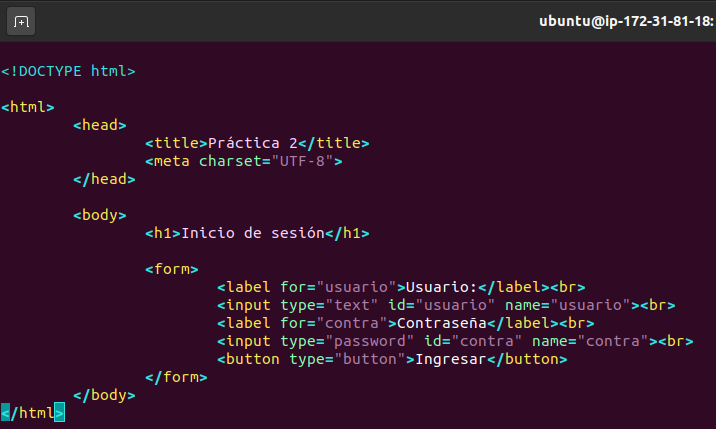 ubuntu@ip-172-31-81-18:
<!DOCTYPE html>
<html>
<head>
<title>Práctica 2</title>
<meta charset="UTF-8">
</head>
<body>
<h1>Inicio de sesión</h1>
<form>
<label for="usuario">Usuario:</label><br>
<input type="text" id="usuario" name="usuario"><br>
<label for="contra">Contraseña</label><br>
<input type="password" id="contra" name="contra"><br>
<button type="button">Ingresar</button>
</form>
</body>
</html>